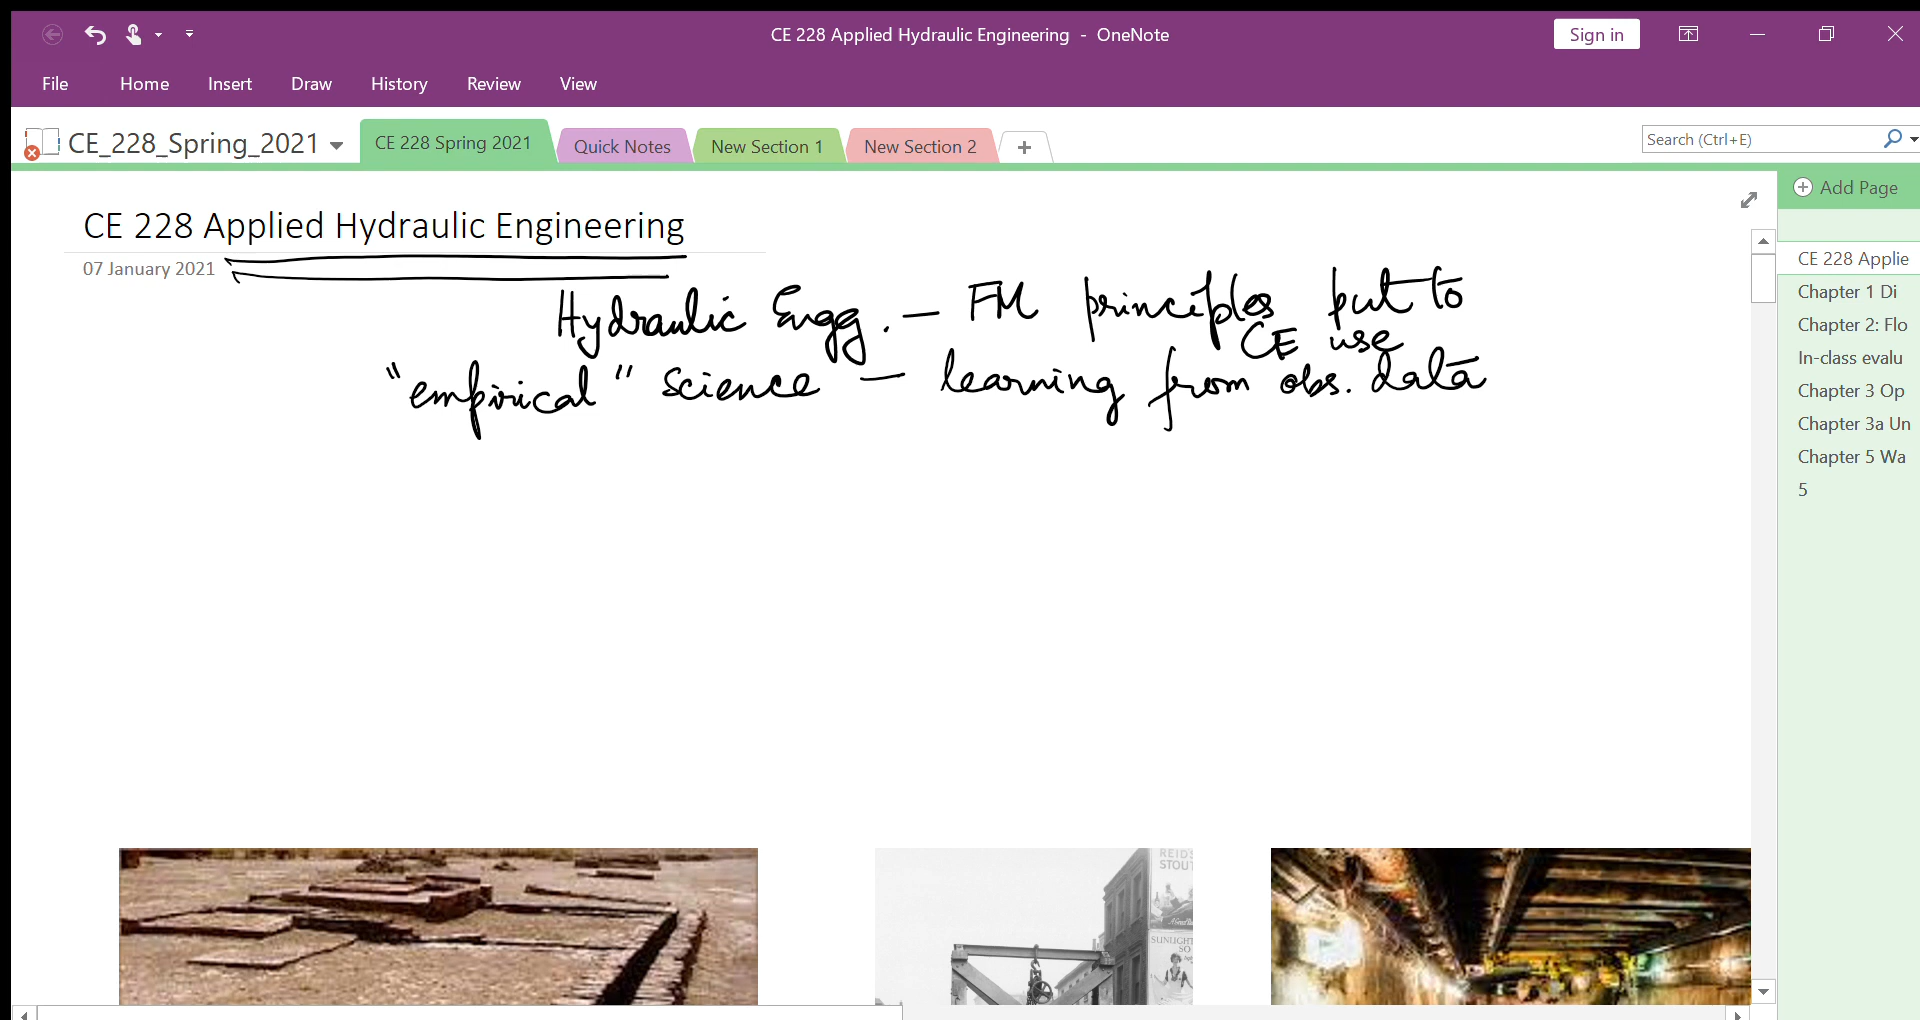 CE 228 Applied Hydraulic Engineering - OneNote
Sign in
File Home Insert Draw History Review View
CE_228_Spring_2021
CE 228 Spring 2021
Quick Notes
New Section 1
New Section 2
+
Search (Ctrl+E)
Add Page
CE 228 Applied Hydraulic Engineering
07 January 2021
Hydraulic Engg. — FM principles put to
CE use
"empirical" science — learning from obs. data
CE 228 Applie
Chapter 1 Di
Chapter 2: Flo
In-class evalu
Chapter 3 Op
Chapter 3a Un
Chapter 5 Wa
5
REID'S
STOUT
SUNLIGHT
SO